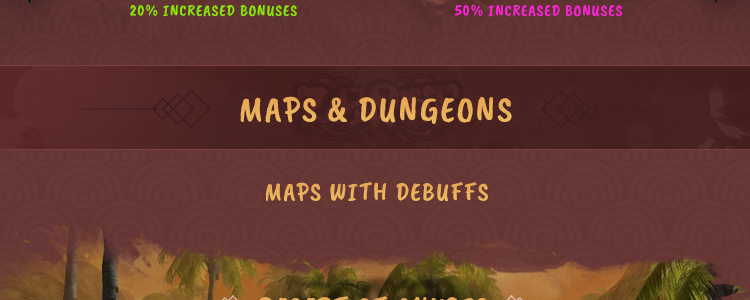 20% INCREASED BONUSES
50% INCREASED BONUSES
MAPS & DUNGEONS
MAPS WITH DEBUFFS